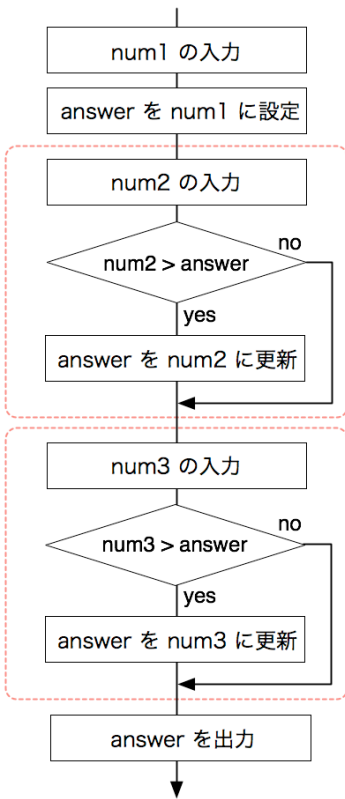 num1 の入力
answer を num1 に設定
num2 の入力
no
num2 > answer
yes
answer を num2 に更新
num3 の入力
no
num3 > answer
yes
answer を num3 に更新
answer を出力